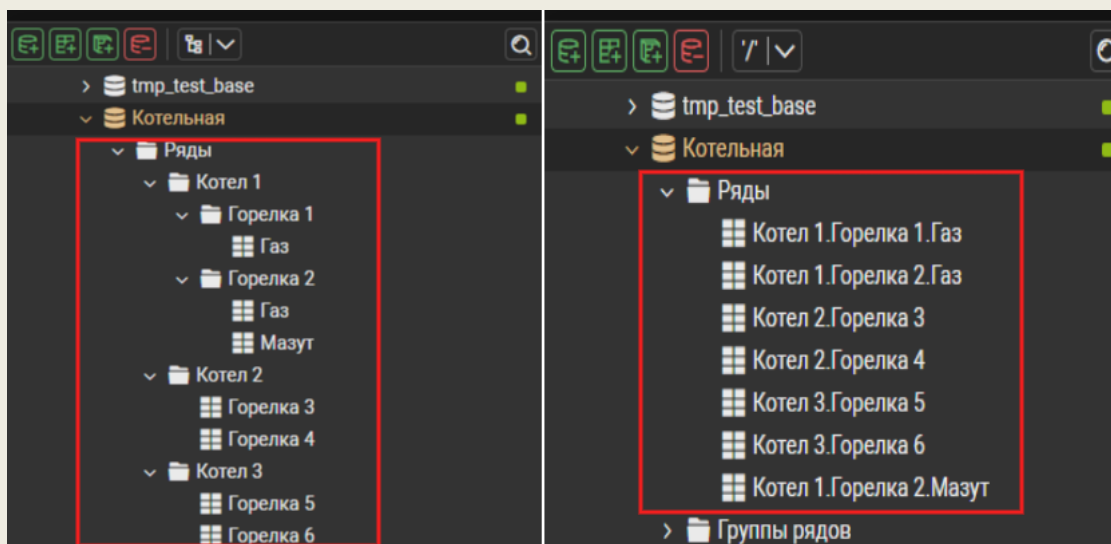 tmp_test_base
Котельная
Ряды
Котел 1
Горелка 1
Газ
Горелка 2
Газ
Мазут
Котел 2
Горелка 3
Горелка 4
Котел 3
Горелка 5
Горелка 6
'/'
tmp_test_base
Котельная
Ряды
Котел 1.Горелка 1.Газ
Котел 1.Горелка 2.Газ
Котел 2.Горелка 3
Котел 2.Горелка 4
Котел 3.Горелка 5
Котел 3.Горелка 6
Котел 1.Горелка 2.Мазут
Группы рядов